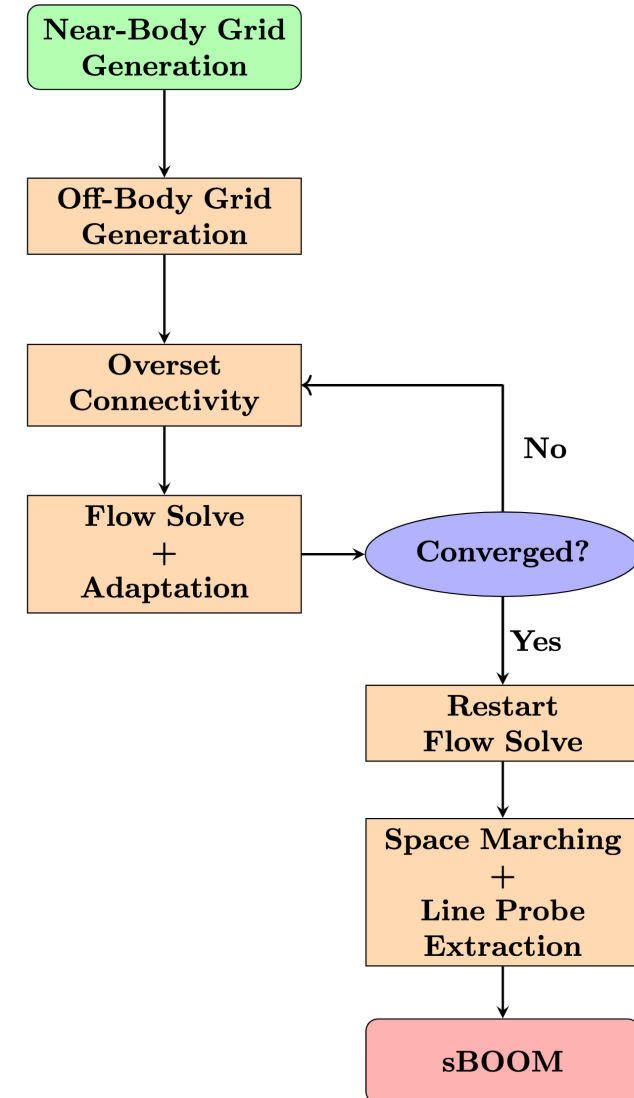 Near-Body Grid
Generation
Off-Body Grid
Generation
Overset
Connectivity
No
Flow Solve
+
Adaptation
Converged?
Yes
Restart
Flow Solve
Space Marching
+
Line Probe
Extraction
sBOOM